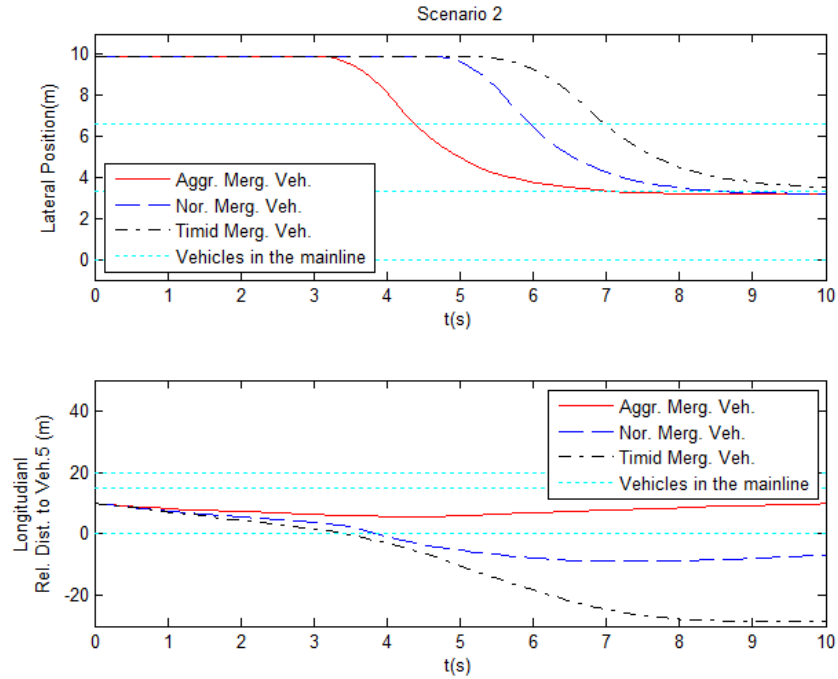 Scenario 2
Lateral Position(m)
10
8
6
4
2
0
Aggr. Merg. Veh.
Nor. Merg. Veh.
Timid Merg. Veh.
Vehicles in the mainline
0 1 2 3 4 5 6 7 8 9 10
t(s)
Longitudianl
Rel. Dist. to Veh.5 (m)
40
20
0
-20
Aggr. Merg. Veh.
Nor. Merg. Veh.
Timid Merg. Veh.
Vehicles in the mainline
0 1 2 3 4 5 6 7 8 9 10
t(s)